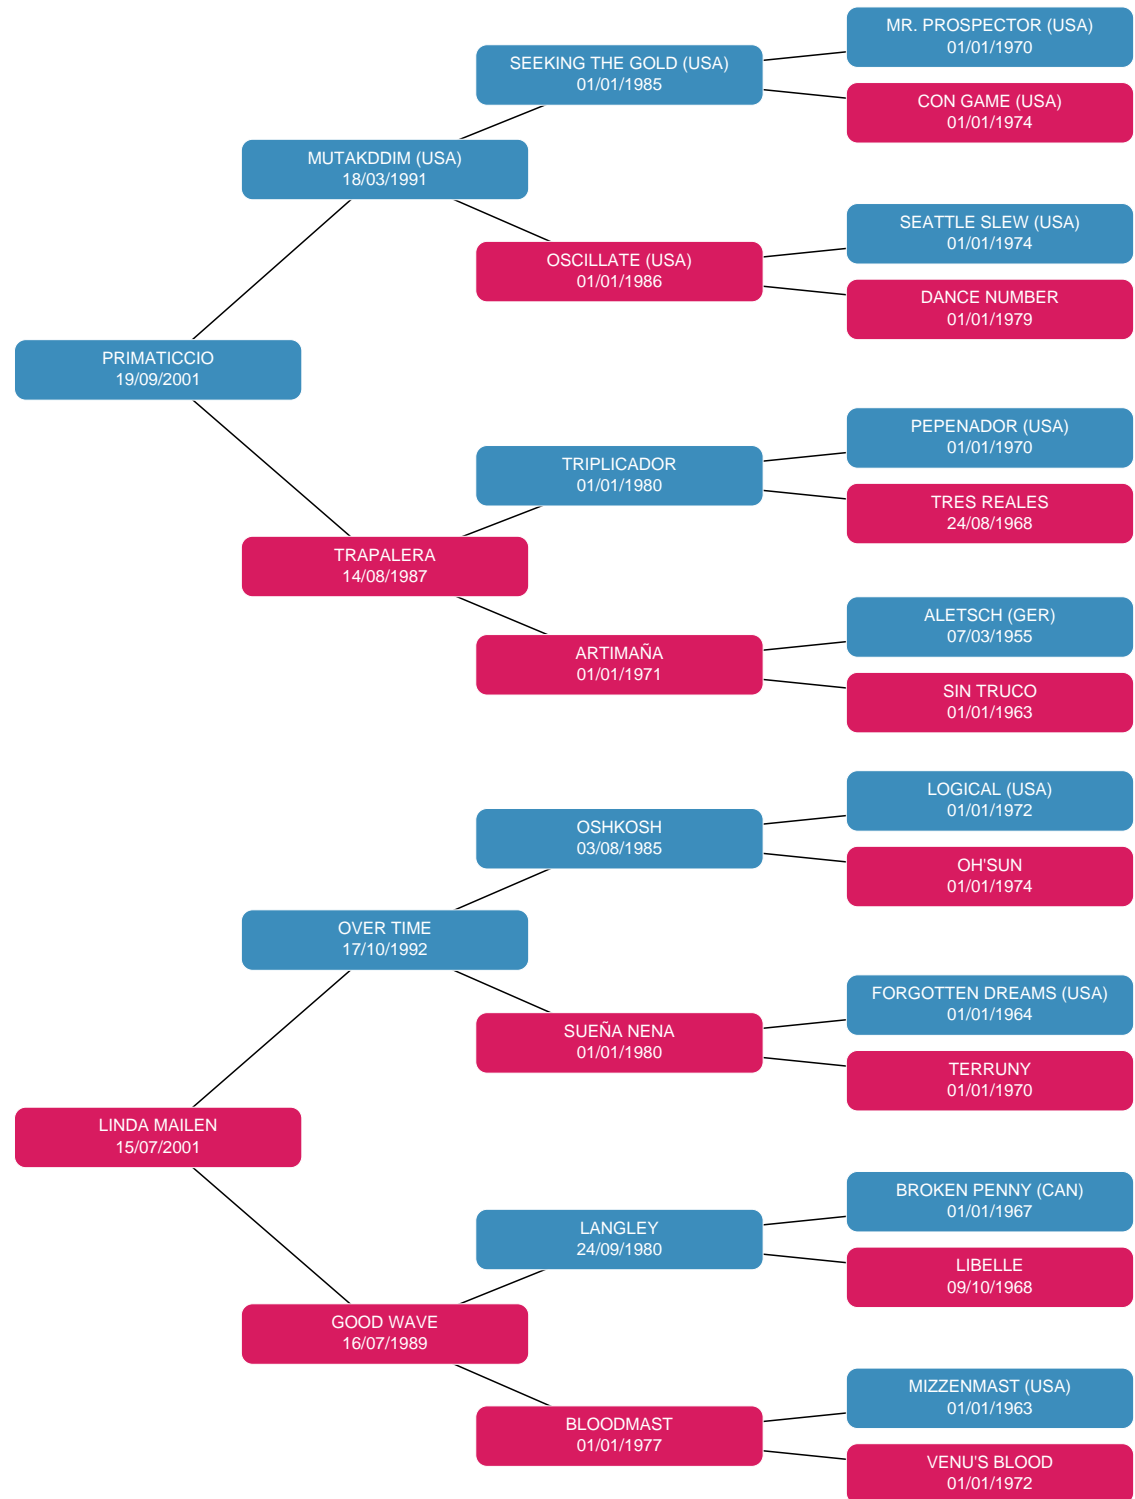 MR. PROSPECTOR (USA)
01/01/1970
SEEKING THE GOLD (USA)
01/01/1985
CON GAME (USA)
01/01/1974
MUTAKDDIM (USA)
18/03/1991
SEATTLE SLEW (USA)
01/01/1974
OSCILLATE (USA)
01/01/1986
DANCE NUMBER
01/01/1979
PRIMATICCIO
19/09/2001
PEPENADOR (USA)
01/01/1970
TRIPLICADOR
01/01/1980
TRES REALES
24/08/1968
TRAPALERA
14/08/1987
ALETSCH (GER)
07/03/1955
ARTIMAÑA
01/01/1971
SIN TRUCO
01/01/1963
LOGICAL (USA)
01/01/1972
OSHKOSH
03/08/1985
OH'SUN
01/01/1974
OVER TIME
17/10/1992
FORGOTTEN DREAMS (USA)
01/01/1964
SUEÑA NENA
01/01/1980
TERRUNY
01/01/1970
LINDA MAILEN
15/07/2001
BROKEN PENNY (CAN)
01/01/1967
LANGLEY
24/09/1980
LIBELLE
09/10/1968
GOOD WAVE
16/07/1989
MIZZENMAST (USA)
01/01/1963
BLOODMAST
01/01/1977
VENU'S BLOOD
01/01/1972